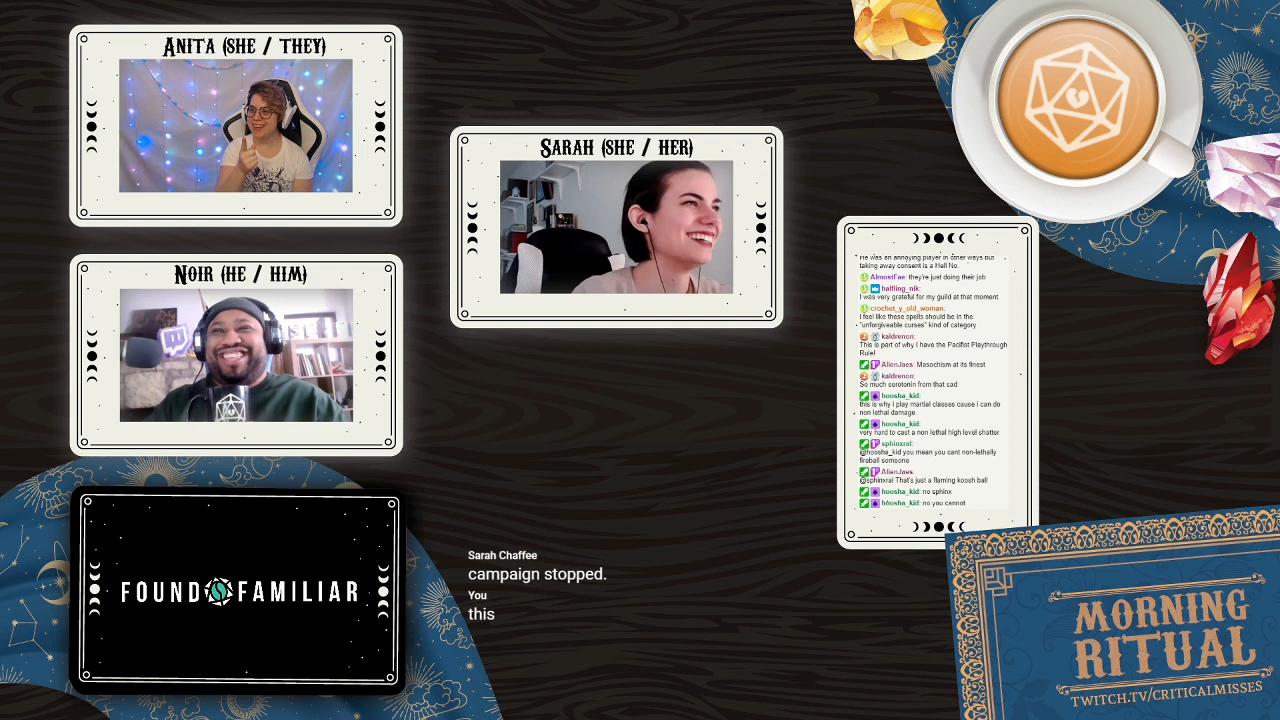 Anita (she / they)
Noir (he / him)
FOUND FAMILIAR
Sarah (she / her)
Sarah Chaffee
campaign stopped.
You
this
He was an annoying player in other ways but
taking away consent is a Hell No.
AlmostFae: they're just doing their job
halfling_nik:
I was very grateful for my guild at that moment
crochet_y_old_woman:
I feel like these spells should be in the
"unforgiveable curses" kind of category
kaldrenon:
This is part of why I have the Pacifist Playthrough
Rule!
AlienJaes: Masochism at its finest
kaldrenon:
So much serotonin from that sad
hoosha_kid:
this is why i play martial classes cause i can do
non lethal damage
hoosha_kid:
very hard to cast a non lethal high level shatter
sphinxral:
@hoosha_kid you mean you cant non-lethally
fireball someone
AlienJaes:
@sphinxral That's just a flaming koosh ball
hoosha_kid: no sphinx
hoosha_kid: no you cannot
MORNING
RITUAL
TWITCH.TV/CRITICALMISSES